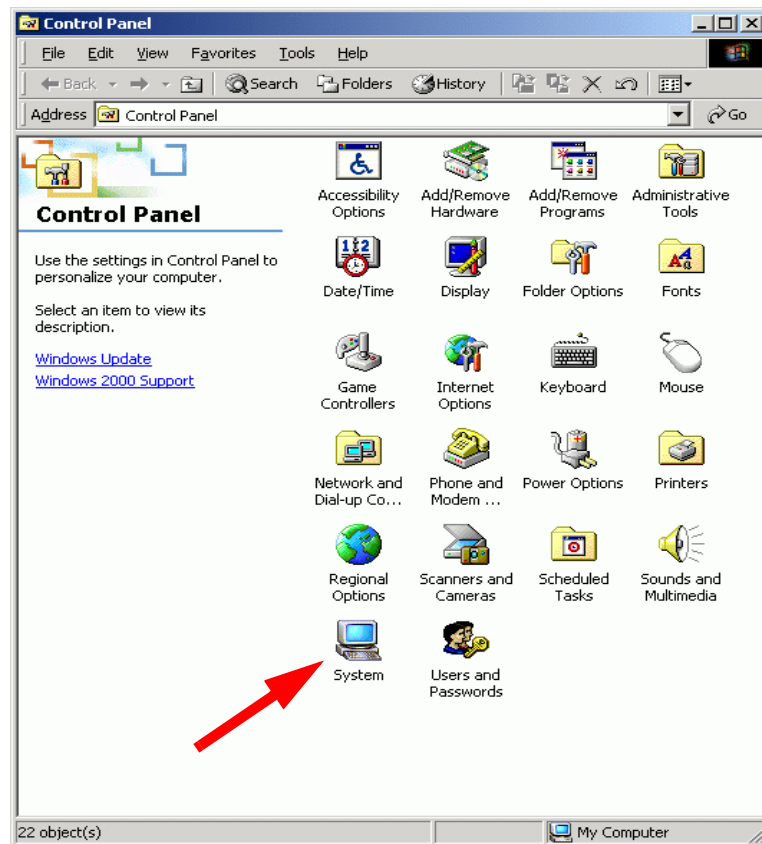 Control Panel
File Edit View Favorites Tools Help
Back Search Folders History
Address Control Panel Go
Control Panel
Use the settings in Control Panel to
personalize your computer.
Select an item to view its
description.
Windows Update
Windows 2000 Support
Accessibility
Options
Add/Remove
Hardware
Add/Remove
Programs
Administrative
Tools
Date/Time
Display
Folder Options
Fonts
Game
Controllers
Internet
Options
Keyboard
Mouse
Network and
Dial-up Co...
Phone and
Modem ...
Power Options
Printers
Regional
Options
Scanners and
Cameras
Scheduled
Tasks
Sounds and
Multimedia
System
Users and
Passwords
22 object(s)
My Computer